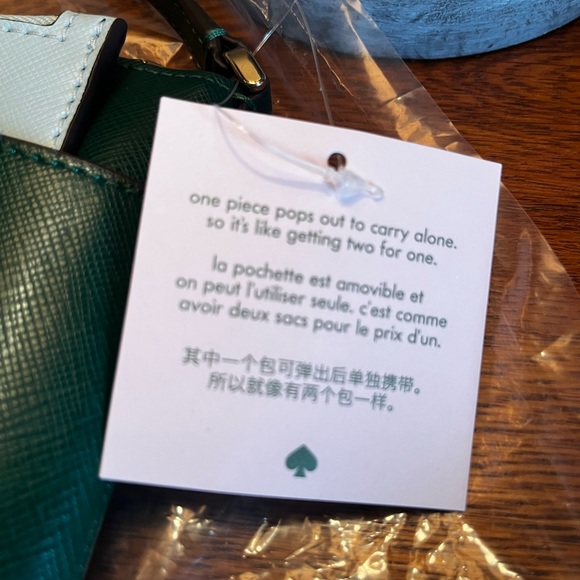 one piece pops out to carry alone.
so it's like getting two for one.
la pochette est amovible et
on peut l'utiliser seule. c'est comme
avoir deux sacs pour le prix d'un.
其中一个包可弹出后单独携带。
所以就像有两个包一样。